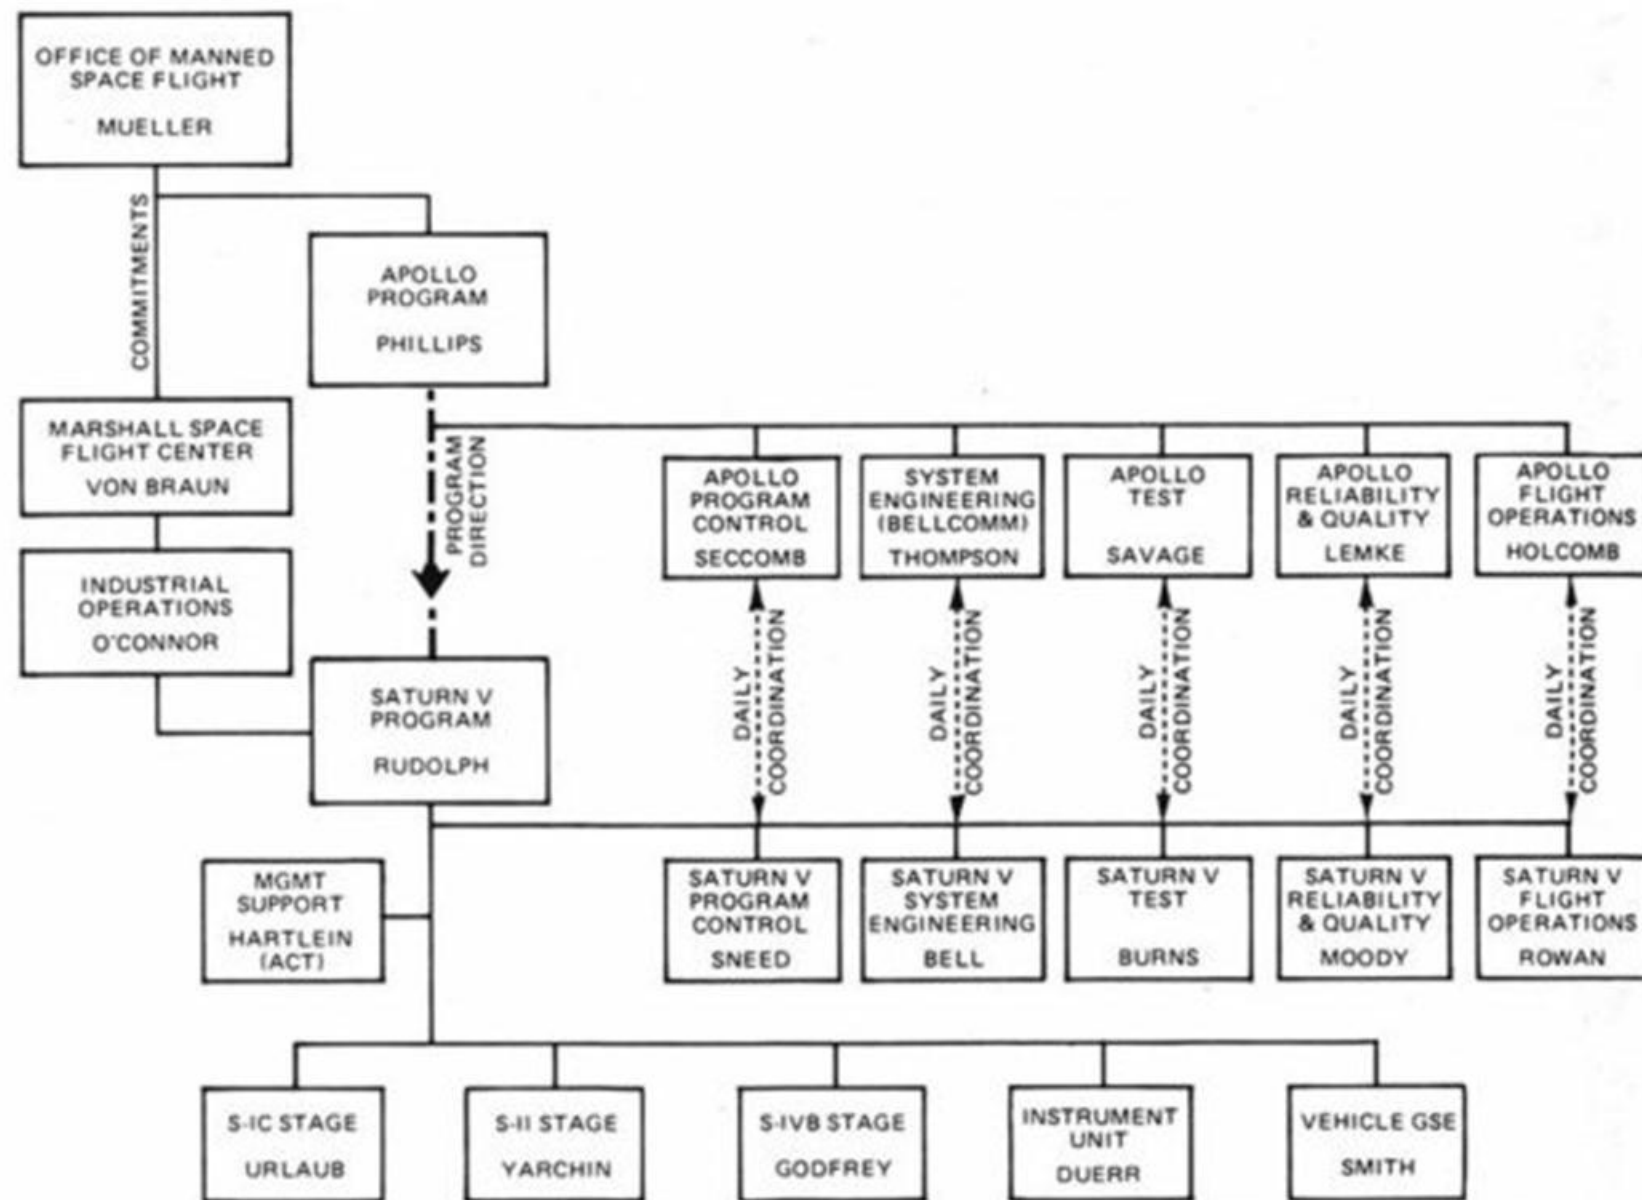 OFFICE OF MANNED
SPACE FLIGHT
MUELLER
COMMITMENTS
APOLLO
PROGRAM
PHILLIPS
MARSHALL SPACE
FLIGHT CENTER
VON BRAUN
PROGRAM
DIRECTION
INDUSTRIAL
OPERATIONS
O'CONNOR
APOLLO
PROGRAM
CONTROL
SECCOMB
SYSTEM
ENGINEERING
(BELLCOMM)
THOMPSON
APOLLO
TEST
SAVAGE
APOLLO
RELIABILITY
& QUALITY
LEMKE
APOLLO
FLIGHT
OPERATIONS
HOLCOMB
SATURN V
PROGRAM
RUDOLPH
DAILY
COORDINATION
DAILY
COORDINATION
DAILY
COORDINATION
DAILY
COORDINATION
DAILY
COORDINATION
MGMT
SUPPORT
HARTLEIN
(ACT)
SATURN V
PROGRAM
CONTROL
SNEED
SATURN V
SYSTEM
ENGINEERING
BELL
SATURN V
TEST
BURNS
SATURN V
RELIABILITY
& QUALITY
MOODY
SATURN V
FLIGHT
OPERATIONS
ROWAN
S-IC STAGE
URLAUB
S-II STAGE
YARCHIN
S-IVB STAGE
GODFREY
INSTRUMENT
UNIT
DUERR
VEHICLE GSE
SMITH